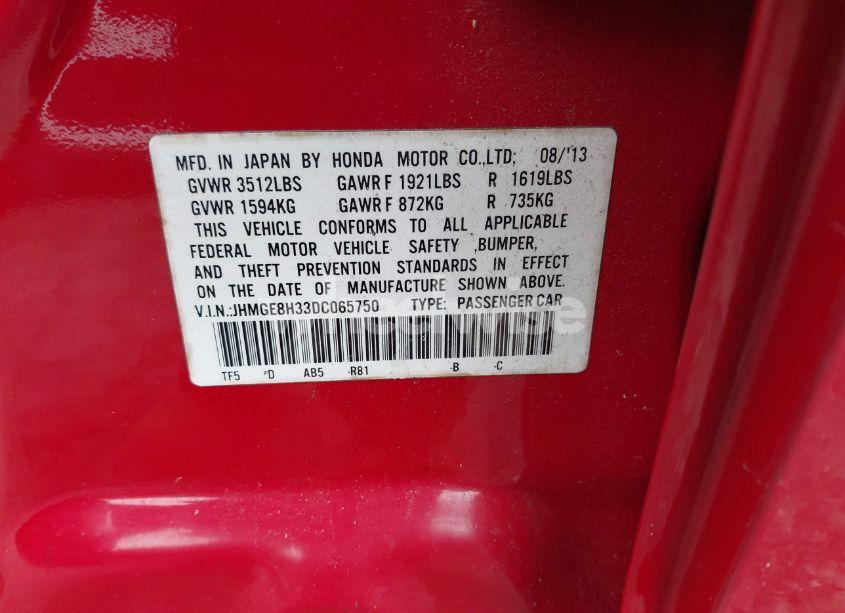 MFD. IN JAPAN BY HONDA MOTOR CO.,LTD; 08/'13
GVWR 3512LBS GAWR F 1921LBS R 1619LBS
GVWR 1594KG GAWR F 872KG R 735KG
THIS VEHICLE CONFORMS TO ALL APPLICABLE
FEDERAL MOTOR VEHICLE SAFETY ,BUMPER,
AND THEFT PREVENTION STANDARDS IN EFFECT
ON THE DATE OF MANUFACTURE SHOWN ABOVE.
V.I.N.:JHMGE8H33DC065750 TYPE: PASSENGER CAR
TF5 *D AB5 -R81 -B -C